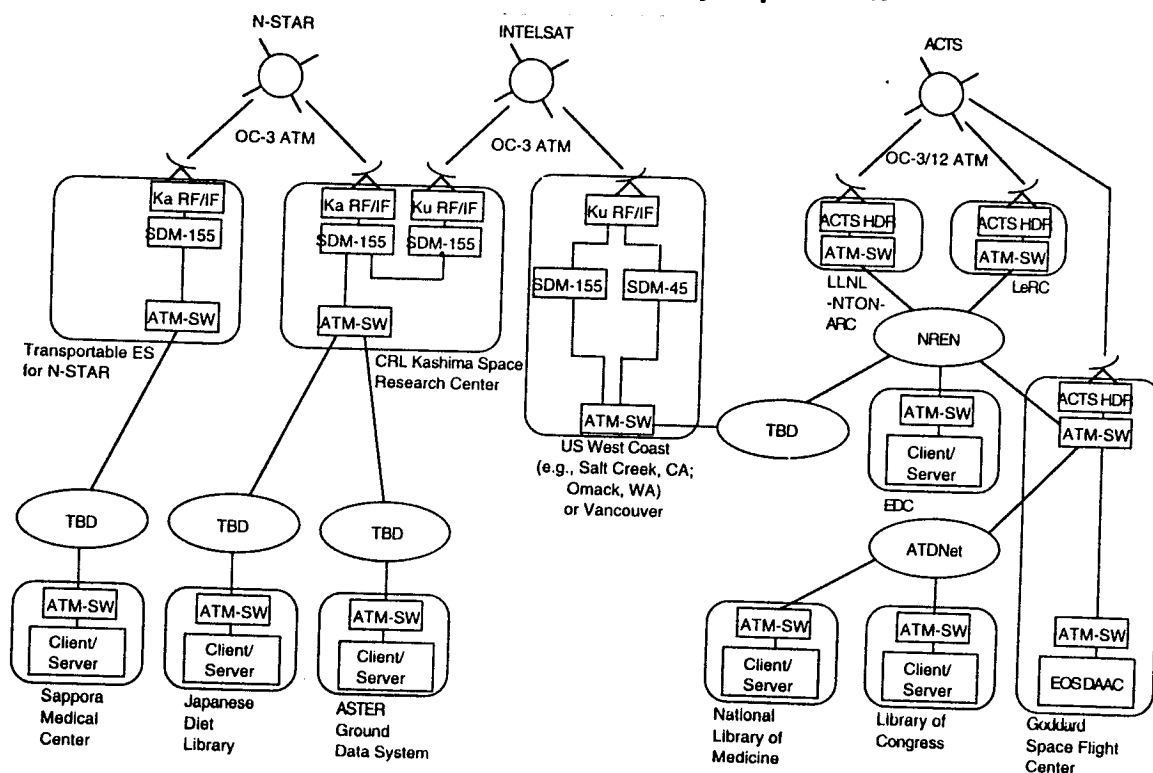 N-STAR
INTELSAT
ACTS
OC-3 ATM
OC-3 ATM
OC-3/12 ATM
Ka RF/IF
SDM-155
ATM-SW
Transportable ES
for N-STAR
Ka RF/IF
Ku RF/IF
SDM-155
SDM-155
ATM-SW
CRL Kashima Space
Research Center
Ku RF/IF
SDM-155
SDM-45
ATM-SW
US West Coast
(e.g., Salt Creek, CA;
Omack, WA)
or Vancouver
ACTS HDR
ATM-SW
LLNL
-NTON-
ARC
ACTS HDR
ATM-SW
LeRC
NREN
TBD
ATM-SW
Client/
Server
EDC
ACTS HDR
ATM-SW
ATDNet
TBD
TBD
TBD
ATM-SW
Client/
Server
Sappora
Medical
Center
ATM-SW
Client/
Server
Japanese
Diet
Library
ATM-SW
Client/
Server
ASTER
Ground
Data System
ATM-SW
Client/
Server
National
Library of
Medicine
ATM-SW
Client/
Server
Library of
Congress
ATM-SW
EOS DAAC
Goddard
Space Flight
Center